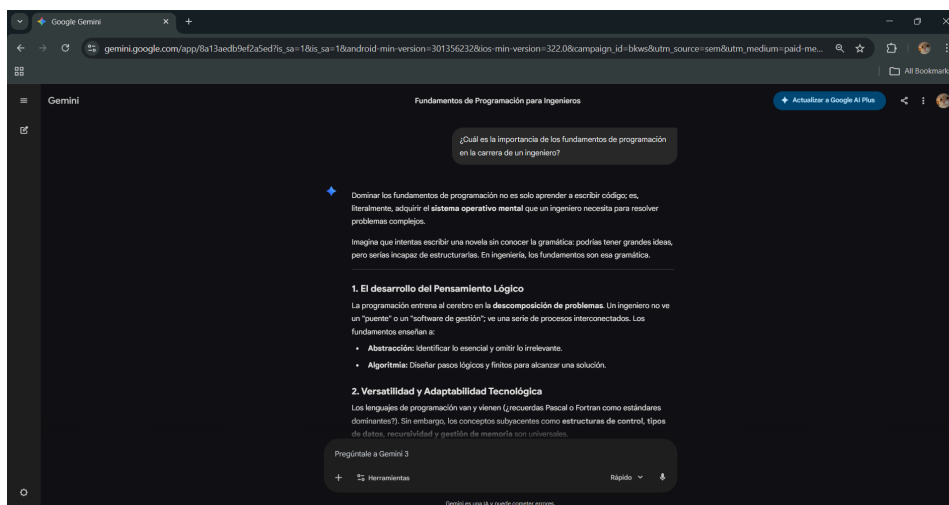 Google Gemini
gemini.google.com/app/8a13aedb9ef2a5ed?is_sa=1&is_sa=1&android-min-version=301356232&ios-min-version=322.0&campaign_id=bkws&utm_source=sem&utm_medium=paid-me...
All Bookmark
Gemini
Fundamentos de Programación para Ingenieros
Actualizar a Google AI Plus
¿Cuál es la importancia de los fundamentos de programación
en la carrera de un ingeniero?
Dominar los fundamentos de programación no es solo aprender a escribir código; es,
literalmente, adquirir el sistema operativo mental que un ingeniero necesita para resolver
problemas complejos.
Imagina que intentas escribir una novela sin conocer la gramática: podrías tener grandes ideas,
pero serías incapaz de estructurarlas. En ingeniería, los fundamentos son esa gramática.
1. El desarrollo del Pensamiento Lógico
La programación entrena al cerebro en la descomposición de problemas. Un ingeniero no ve
un "puente" o un "software de gestión"; ve una serie de procesos interconectados. Los
fundamentos enseñan a:
• Abstracción: Identificar lo esencial y omitir lo irrelevante.
• Algoritmia: Diseñar pasos lógicos y finitos para alcanzar una solución.
2. Versatilidad y Adaptabilidad Tecnológica
Los lenguajes de programación van y vienen (¿recuerdas Pascal o Fortran como estándares
dominantes?). Sin embargo, los conceptos subyacentes como estructuras de control, tipos
de datos, recursividad y gestión de memoria son universales.
Pregúntale a Gemini 3
Herramientas
Rápido
Gemini es una IA y puede cometer errores.